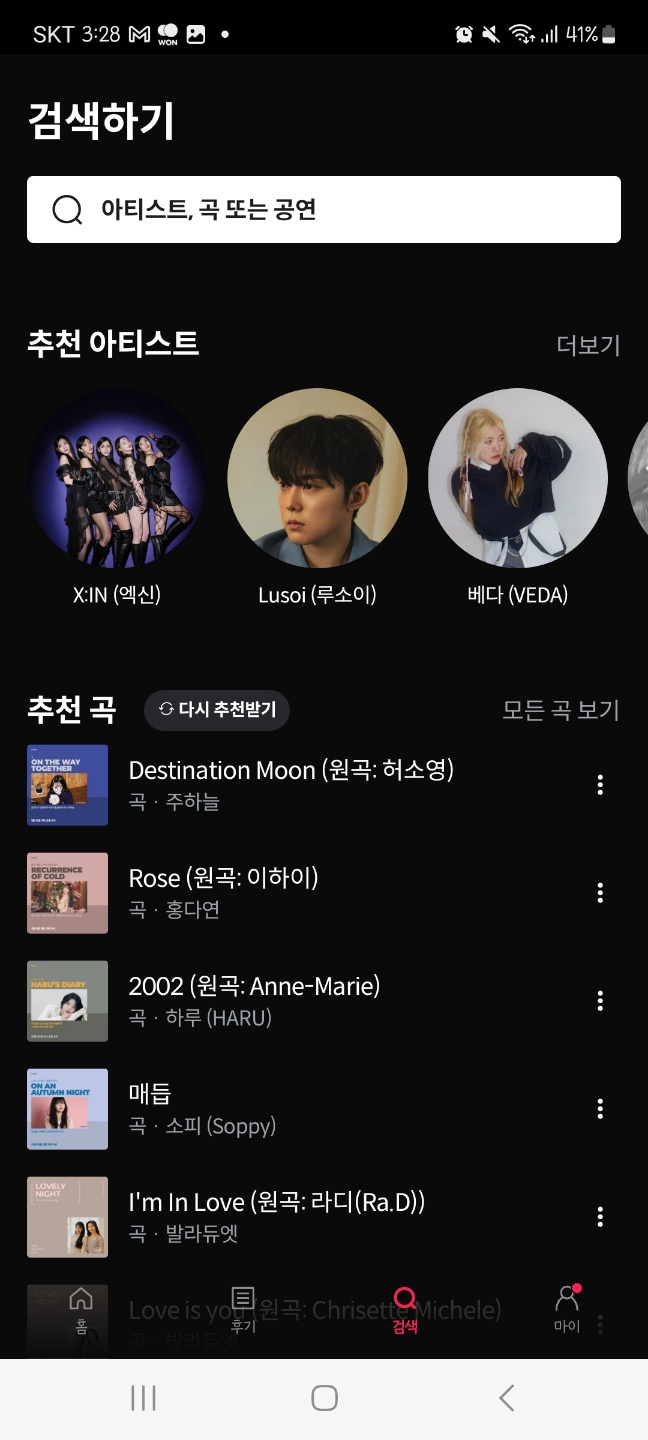 SKT 3:28 WON 41%
검색하기
아티스트, 곡 또는 공연
추천 아티스트 더보기
X:IN (엑신) Lusoi (루소이) 베다 (VEDA)
추천 곡 다시 추천받기 모든 곡 보기
ON THE WAY
TOGETHER
Destination Moon (원곡: 허소영)
곡 · 주하늘
RECURRENCE
OF COLD
Rose (원곡: 이하이)
곡 · 홍다연
HARU'S DIARY
2002 (원곡: Anne-Marie)
곡 · 하루 (HARU)
ON AN
AUTUMN NIGHT
매듭
곡 · 소피 (Soppy)
LOVELY
NIGHT
I'm In Love (원곡: 라디(Ra.D))
곡 · 발라듀엣
LOVELY
NIGHT
Love is you (원곡: Chrisette Michele)
곡 · 발라듀엣
홈 후기 검색 마이